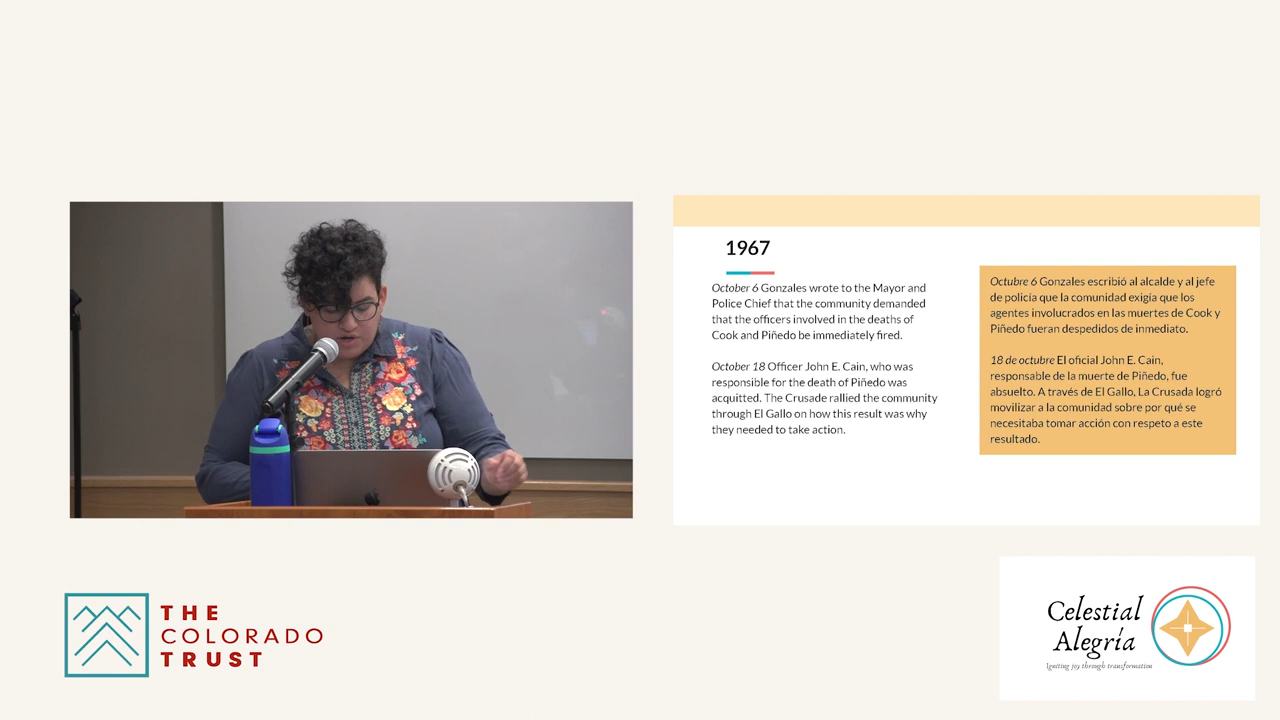 1967
October 6 Gonzales wrote to the Mayor and
Police Chief that the community demanded
that the officers involved in the deaths of
Cook and Piñedo be immediately fired.
October 18 Officer John E. Cain, who was
responsible for the death of Piñedo was
acquitted. The Crusade rallied the community
through El Gallo on how this result was why
they needed to take action.
Octubre 6 Gonzales escribió al alcalde y al jefe
de policía que la comunidad exigía que los
agentes involucrados en las muertes de Cook y
Piñedo fueran despedidos de inmediato.
18 de octubre El oficial John E. Cain,
responsable de la muerte de Piñedo, fue
absuelto. A través de El Gallo, La Crusada logró
movilizar a la comunidad sobre por qué se
necesitaba tomar acción con respeto a este
resultado.
THE
COLORADO
TRUST
Celestial
Alegría
Igniting joy through transformation